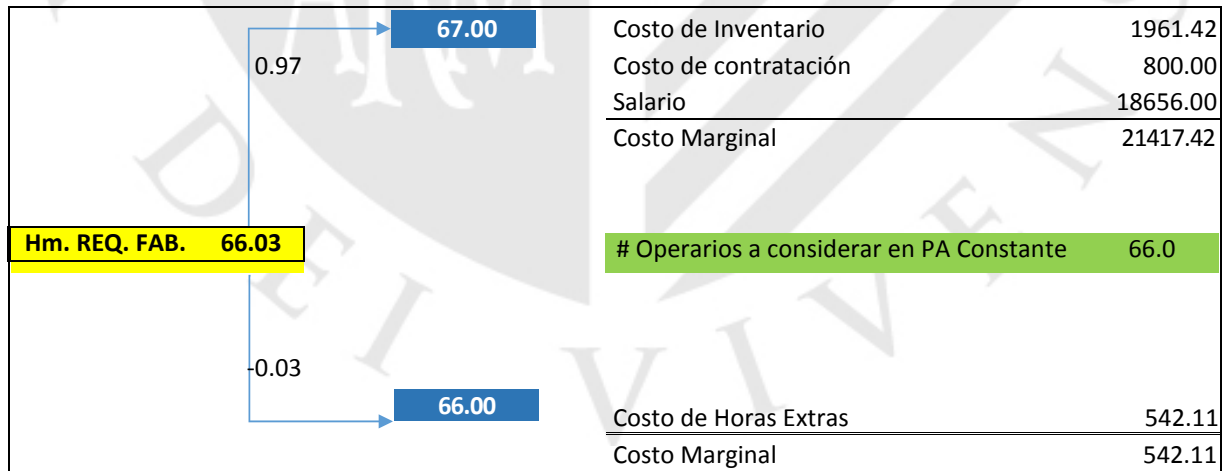 67.00 Costo de Inventario 1961.42
0.97 Costo de contratación 800.00
Salario 18656.00
Costo Marginal 21417.42
Hm. REQ. FAB. 66.03 # Operarios a considerar en PA Constante 66.0
-0.03
66.00 Costo de Horas Extras 542.11
Costo Marginal 542.11
DEI VIVEN